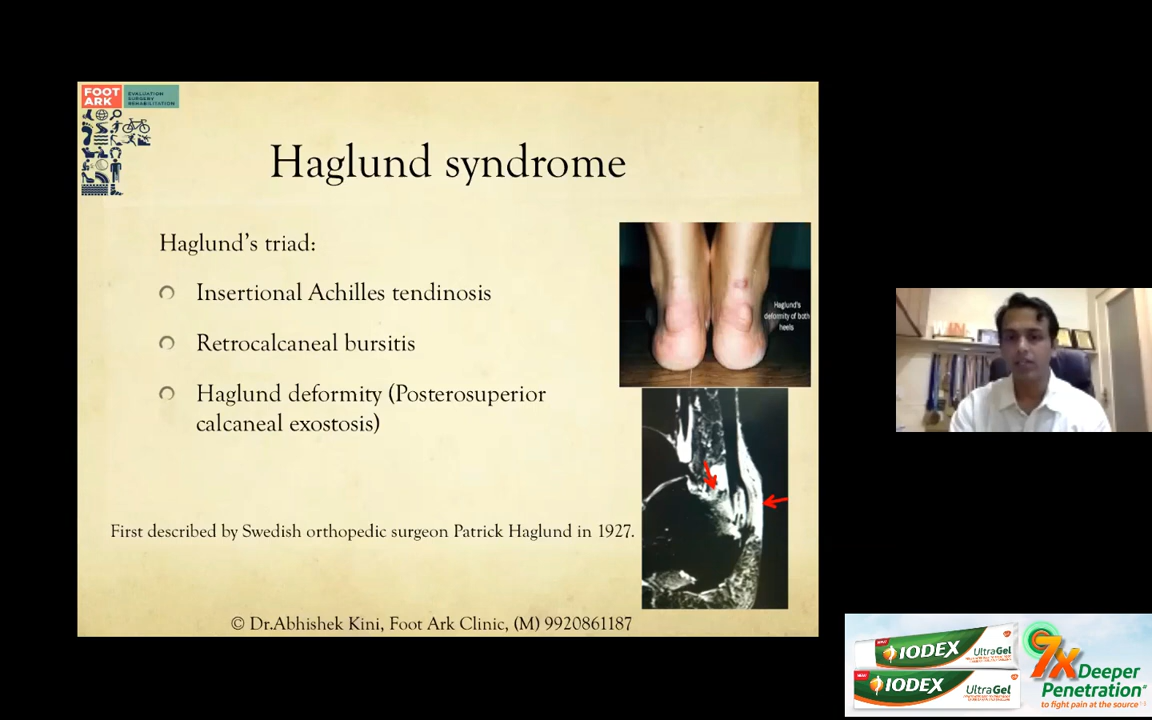 FOOT
ARK
EVALUATION
SURGERY
REHABILITATION
Haglund syndrome
Haglund's triad:
Insertional Achilles tendinosis
Retrocalcaneal bursitis
Haglund deformity (Posterosuperior
calcaneal exostosis)
Haglund's
deformity of both
heels
First described by Swedish orthopedic surgeon Patrick Haglund in 1927.
© Dr.Abhishek Kini, Foot Ark Clinic, (M) 9920861187
IODEX
UltraGel
IODEX
UltraGel
7x
Deeper
Penetration
to fight pain at the source